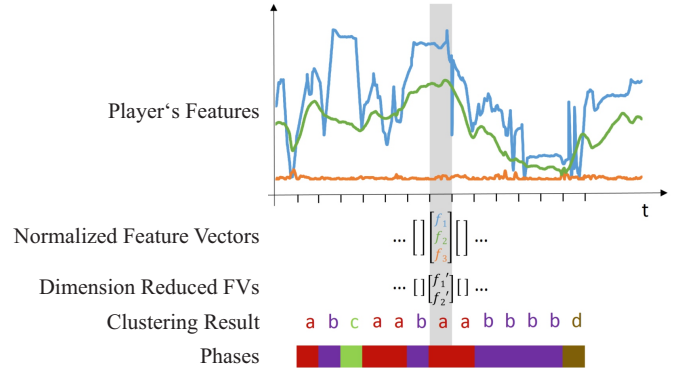 Player‘s Features
t
Normalized Feature Vectors ... [ ] [f₁ f₂ f₃] [ ] ...
Dimension Reduced FVs ... [ ] [f₁' f₂'] [ ] ...
Clustering Result a b c a a b a a b b b b d
Phases